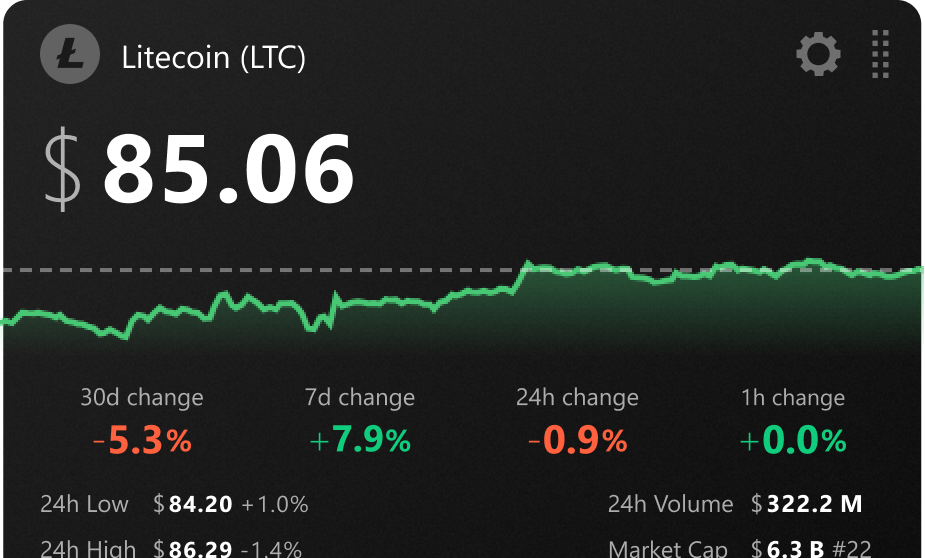 Litecoin (LTC)
$ 85.06
30d change 7d change 24h change 1h change
-5.3% +7.9% -0.9% +0.0%
24h Low $84.20 +1.0% 24h Volume $322.2 M
24h High $86.29 -1.4% Market Cap $6.3 B #22